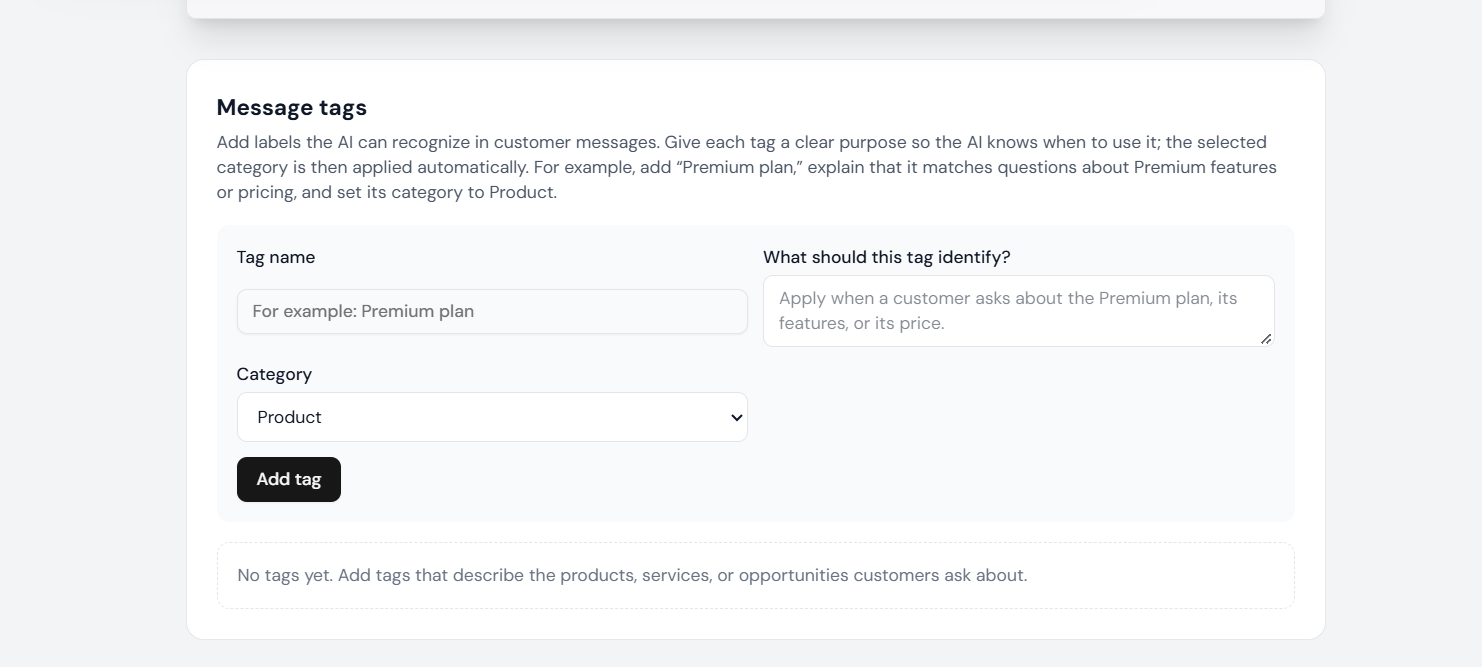 Message tags
Add labels the AI can recognize in customer messages. Give each tag a clear purpose so the AI knows when to use it; the selected
category is then applied automatically. For example, add “Premium plan,” explain that it matches questions about Premium features
or pricing, and set its category to Product.
Tag name
For example: Premium plan
What should this tag identify?
Apply when a customer asks about the Premium plan, its
features, or its price.
Category
Product
Add tag
No tags yet. Add tags that describe the products, services, or opportunities customers ask about.